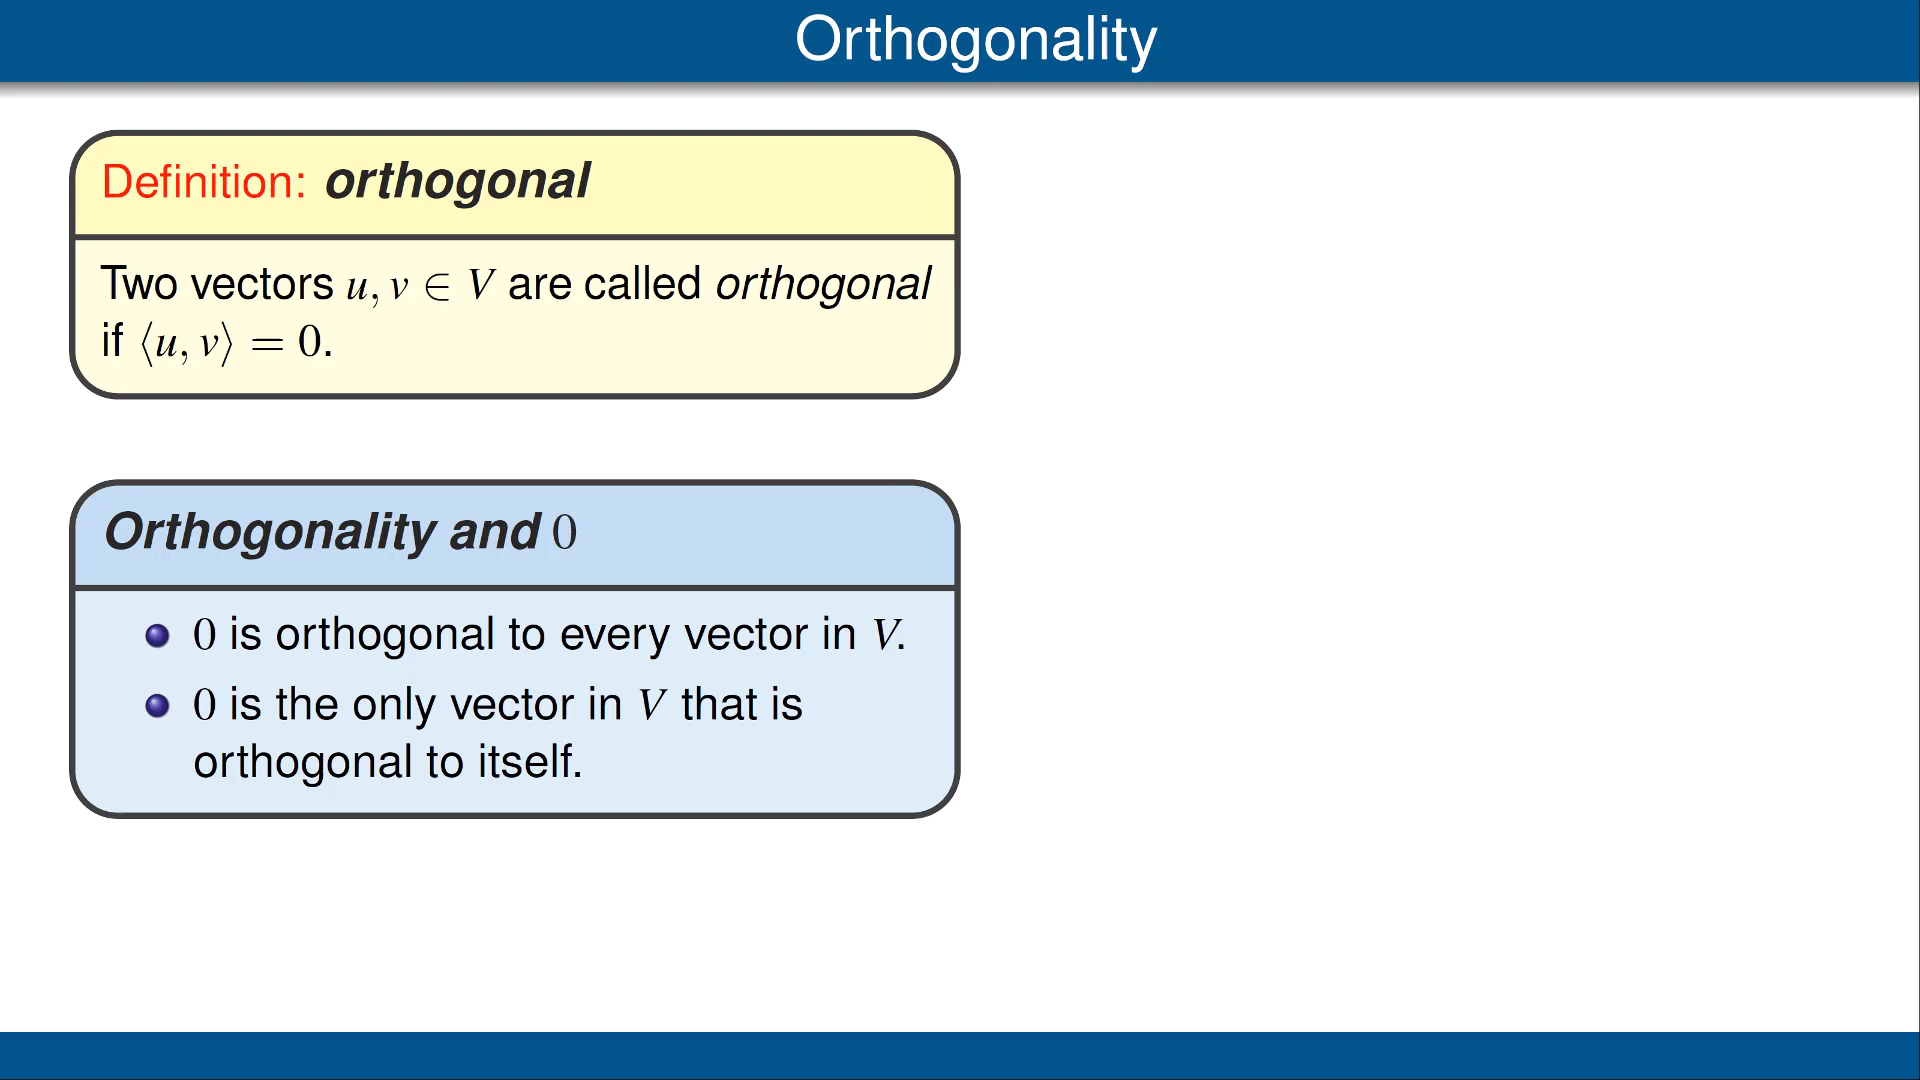 Orthogonality
Definition: orthogonal
Two vectors u, v ∈ V are called orthogonal
if ⟨u, v⟩ = 0.
Orthogonality and 0
0 is orthogonal to every vector in V.
0 is the only vector in V that is
orthogonal to itself.